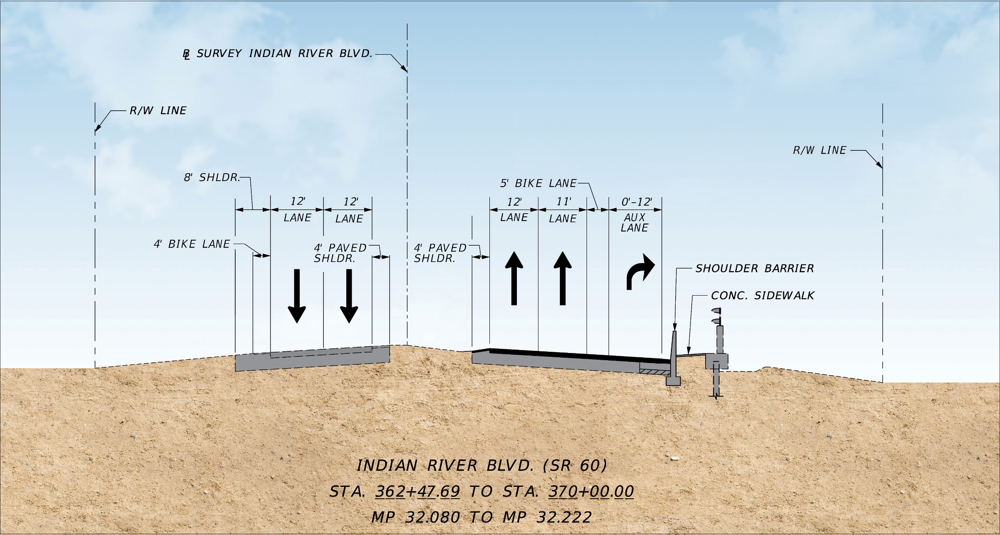 ℄ SURVEY INDIAN RIVER BLVD.
R/W LINE
R/W LINE
8' SHLDR.
5' BIKE LANE
12'
LANE
12'
LANE
12'
LANE
11'
LANE
0'-12'
AUX
LANE
4' BIKE LANE
4' PAVED
SHLDR.
4' PAVED
SHLDR.
SHOULDER BARRIER
CONC. SIDEWALK
INDIAN RIVER BLVD. (SR 60)
STA. 362+47.69 TO STA. 370+00.00
MP 32.080 TO MP 32.222